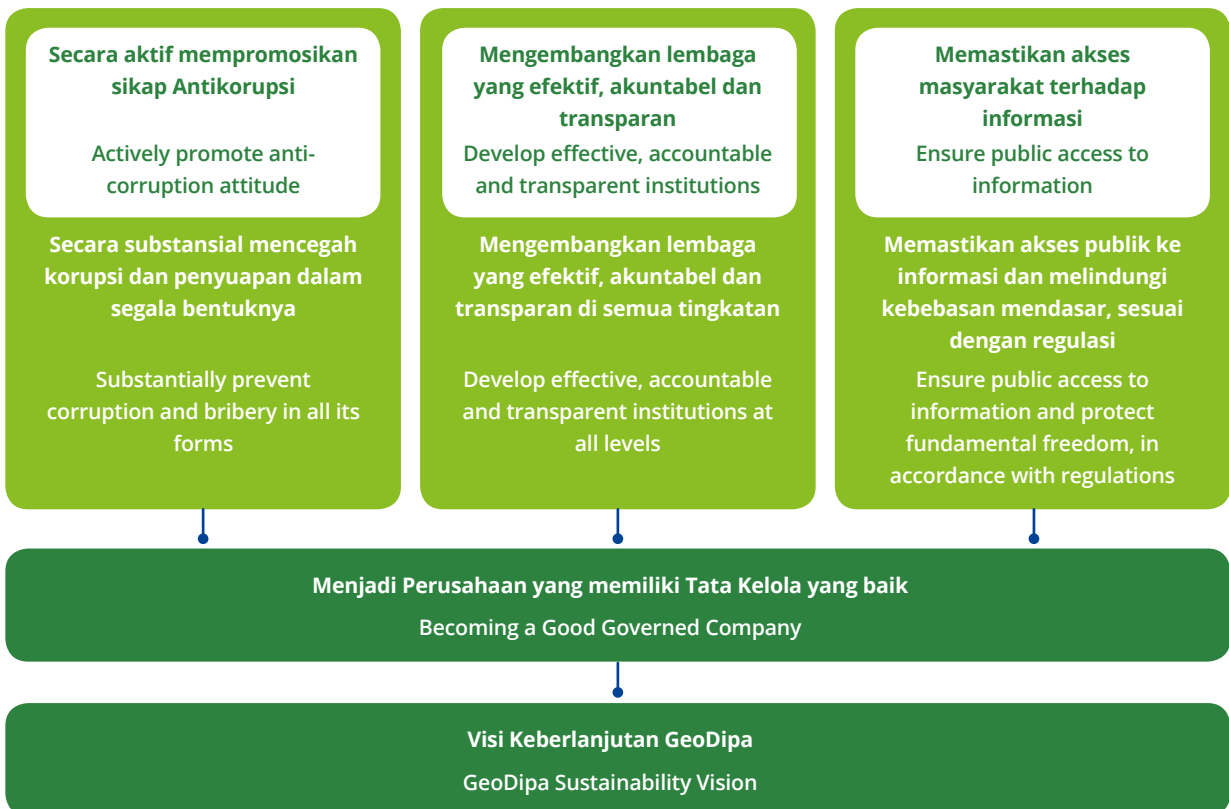 Secara aktif mempromosikan
sikap Antikorupsi
Actively promote anti-
corruption attitude
Secara substansial mencegah
korupsi dan penyuapan dalam
segala bentuknya
Substantially prevent
corruption and bribery in all its
forms
Mengembangkan lembaga
yang efektif, akuntabel dan
transparan
Develop effective, accountable
and transparent institutions
Mengembangkan lembaga
yang efektif, akuntabel dan
transparan di semua tingkatan
Develop effective, accountable
and transparent institutions at
all levels
Memastikan akses
masyarakat terhadap
informasi
Ensure public access to
information
Memastikan akses publik ke
informasi dan melindungi
kebebasan mendasar, sesuai
dengan regulasi
Ensure public access to
information and protect
fundamental freedom, in
accordance with regulations
Menjadi Perusahaan yang memiliki Tata Kelola yang baik
Becoming a Good Governed Company
Visi Keberlanjutan GeoDipa
GeoDipa Sustainability Vision